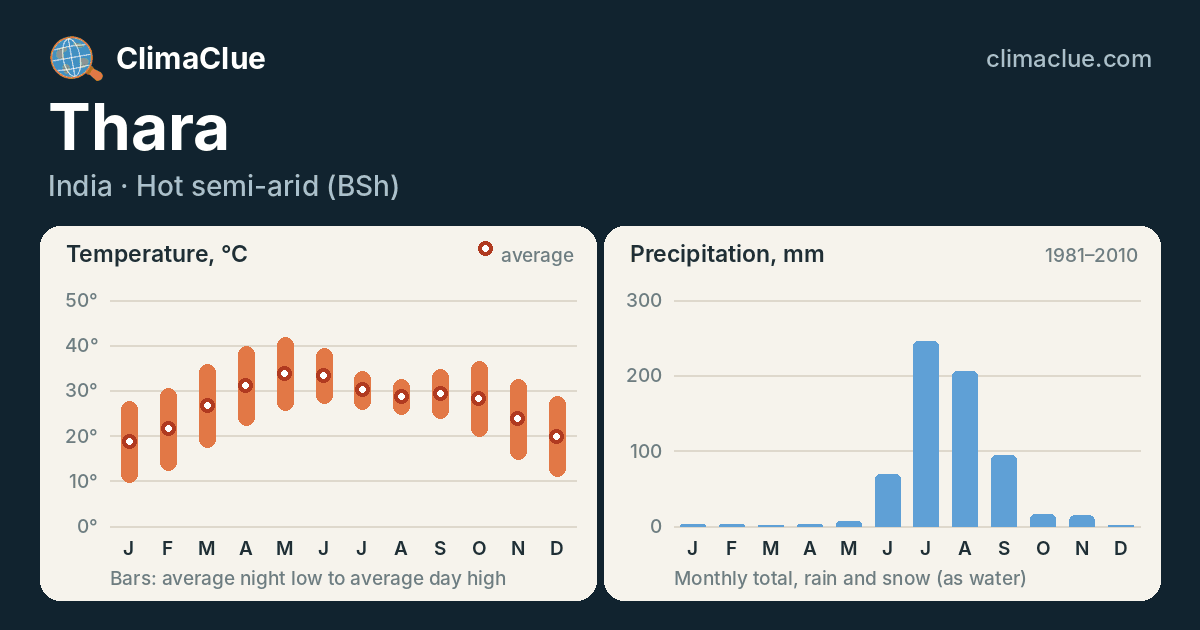 ClimaClue
climaclue.com
Thara
India · Hot semi-arid (BSh)
Temperature, °C
average
50°
40°
30°
20°
10°
0°
J F M A M J J A S O N D
Bars: average night low to average day high
Precipitation, mm
1981–2010
300
200
100
0
J F M A M J J A S O N D
Monthly total, rain and snow (as water)